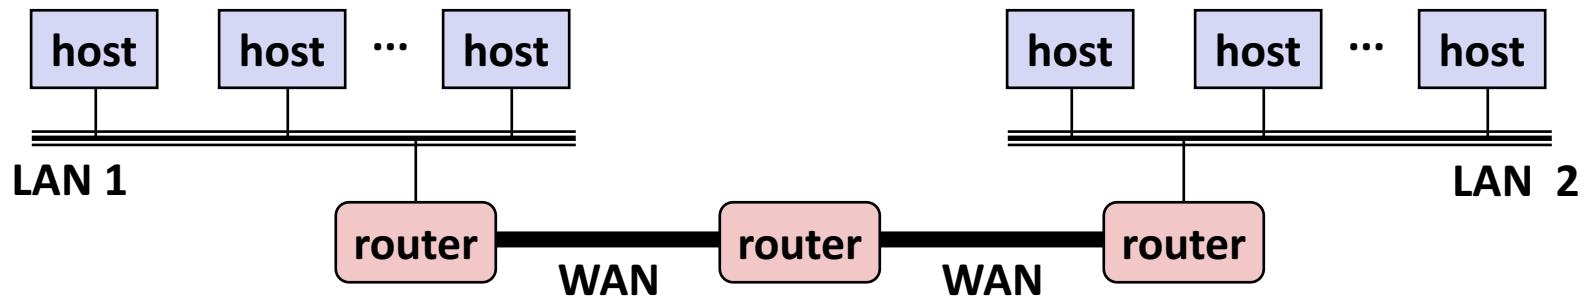 host host ... host host host ... host
LAN 1 LAN 2
router router router
WAN WAN